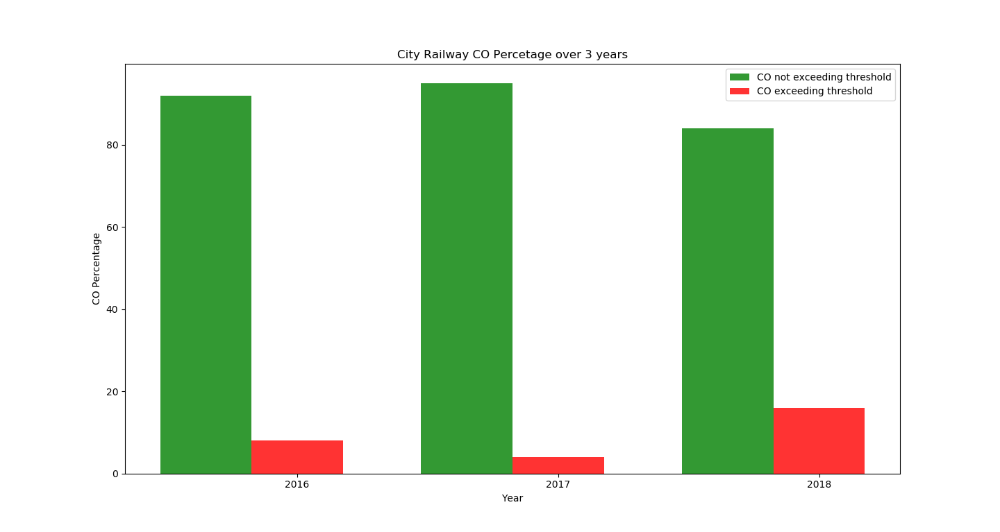 City Railway CO Percetage over 3 years
CO not exceeding threshold
CO exceeding threshold
80
60
40
20
0
CO Percentage
2016 2017 2018
Year